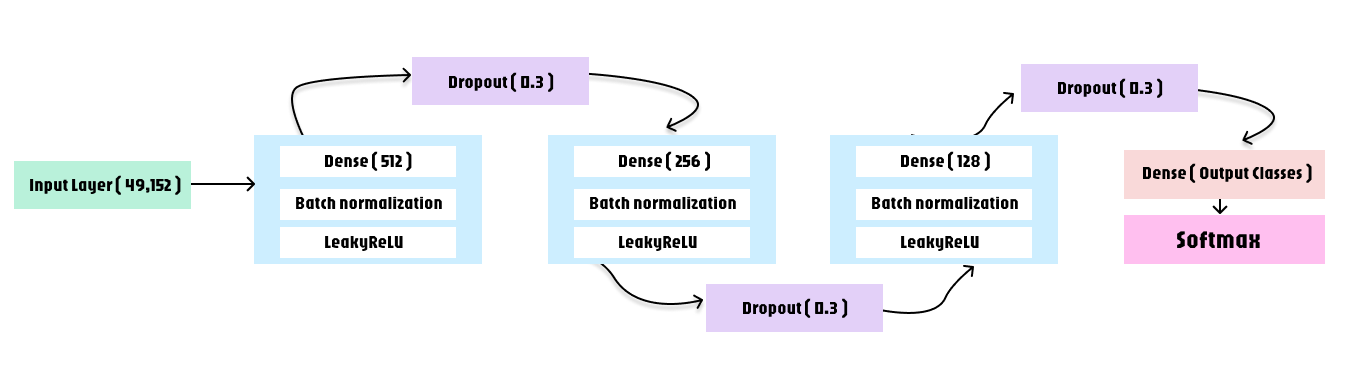 Input Layer ( 49,152 )
Dense ( 512 )
Batch normalization
LeakyReLU
Dropout ( 0.3 )
Dense ( 256 )
Batch normalization
LeakyReLU
Dropout ( 0.3 )
Dense ( 128 )
Batch normalization
LeakyReLU
Dropout ( 0.3 )
Dense ( Output Classes )
Softmax